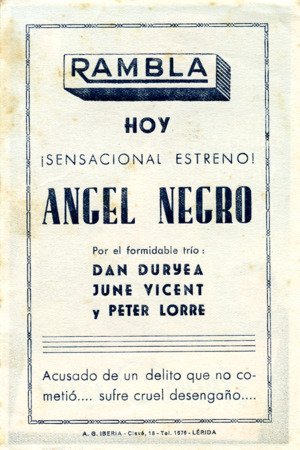 RAMBLA
HOY
¡SENSACIONAL ESTRENO!
ANGEL NEGRO
Por el formidable trío:
DAN DURYEA
JUNE VICENT
y PETER LORRE
Acusado de un delito que no co-
metió.... sufre cruel desengaño....
A. G. IBERIA - Clavé, 18 - Tel. 1676 - LÉRIDA